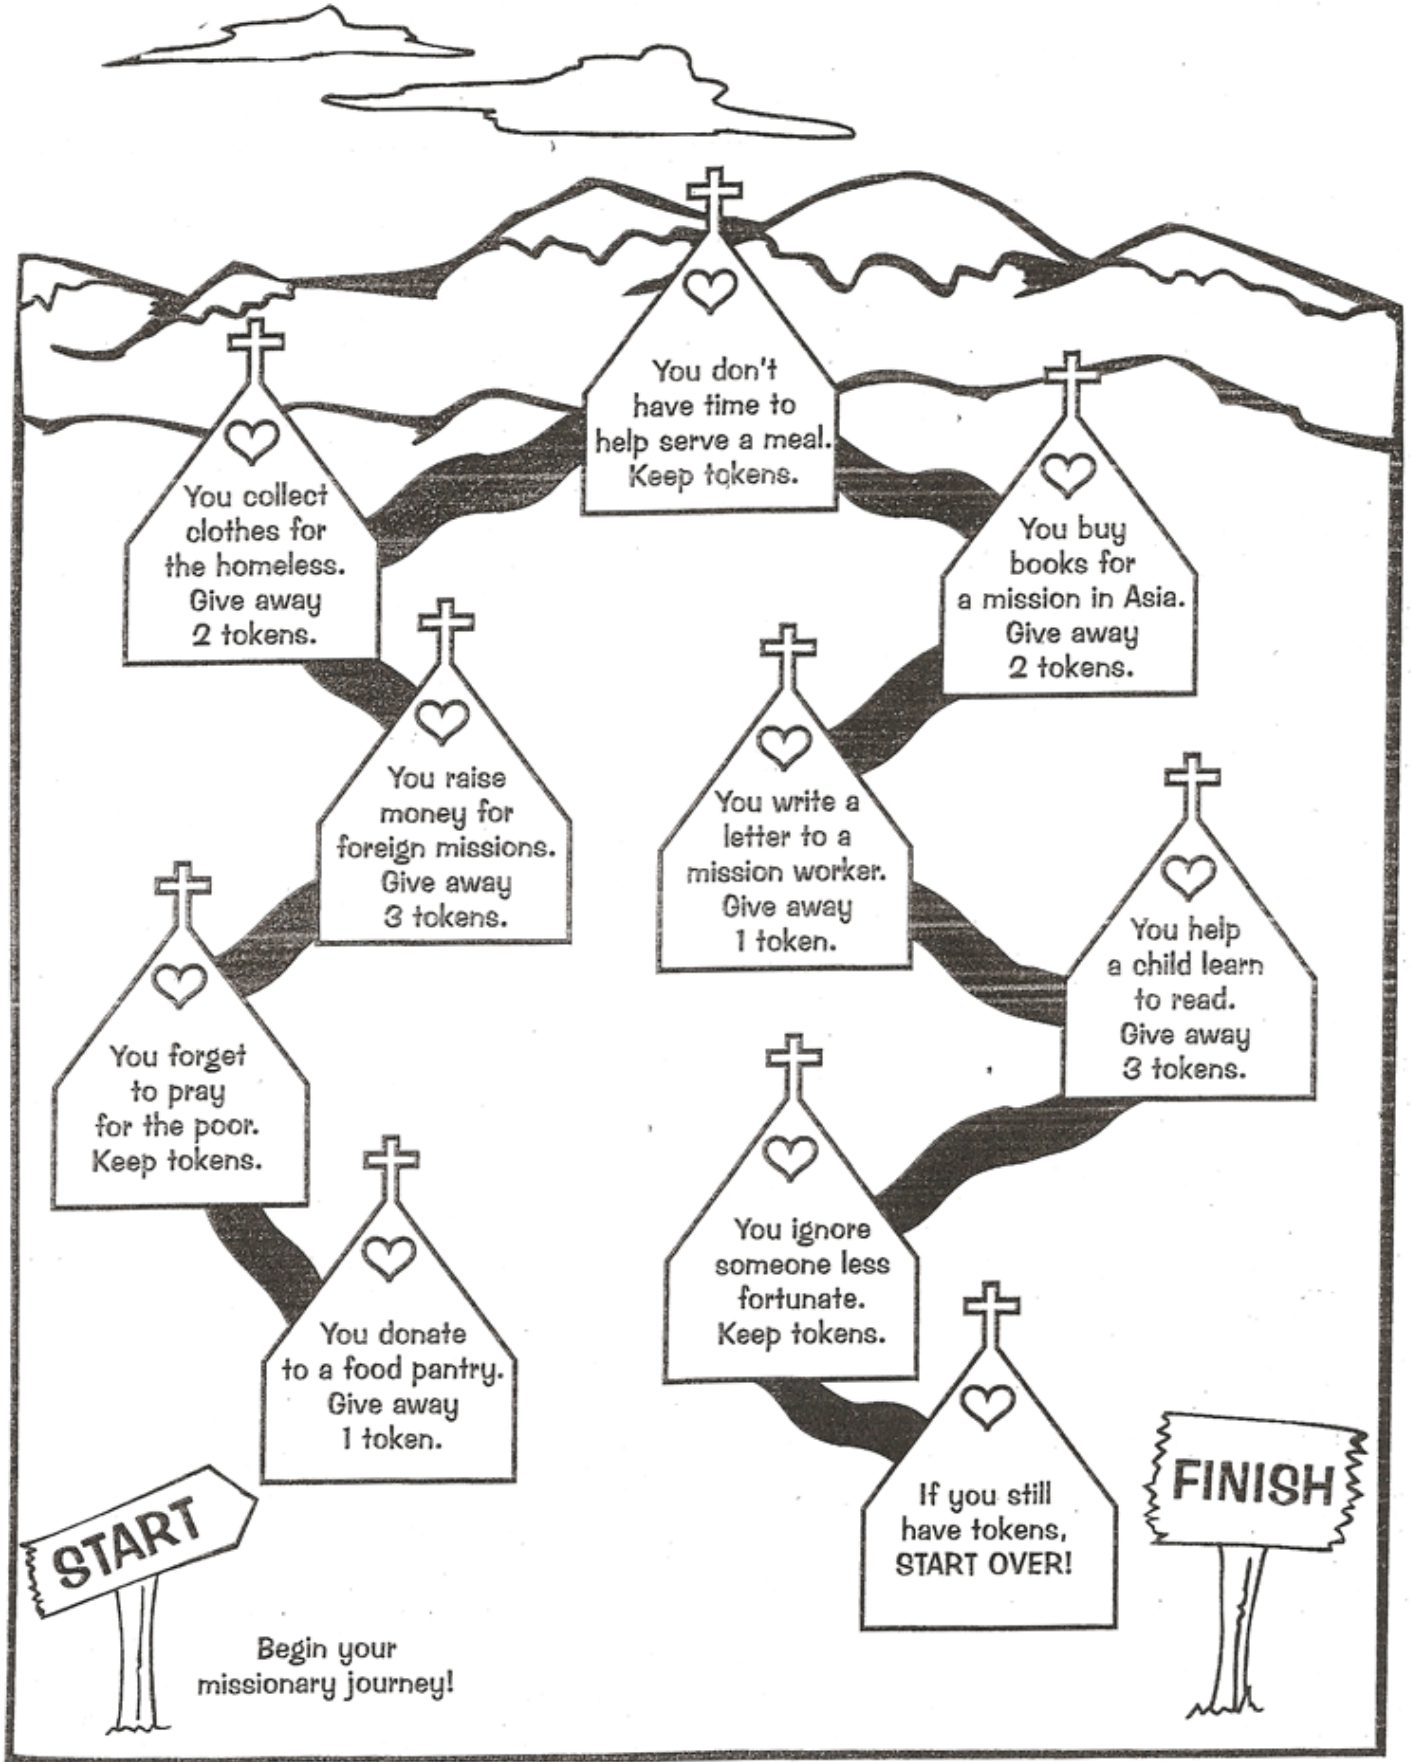 START
Begin your
missionary journey!
You donate
to a food pantry.
Give away
1 token.
You forget
to pray
for the poor.
Keep tokens.
You raise
money for
foreign missions.
Give away
3 tokens.
You collect
clothes for
the homeless.
Give away
2 tokens.
You don't
have time to
help serve a meal.
Keep tokens.
You buy
books for
a mission in Asia.
Give away
2 tokens.
You write a
letter to a
mission worker.
Give away
1 token.
You help
a child learn
to read.
Give away
3 tokens.
You ignore
someone less
fortunate.
Keep tokens.
If you still
have tokens,
START OVER!
FINISH